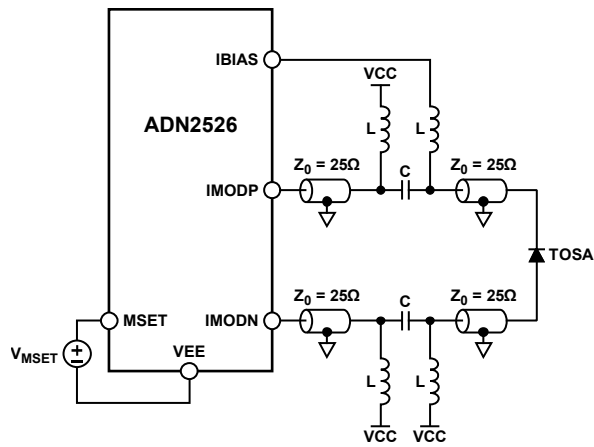 IBIAS
VCC
ADN2526
L
L
Z0 = 25Ω
C
Z0 = 25Ω
IMODP
TOSA
Z0 = 25Ω
C
Z0 = 25Ω
MSET
IMODN
VMSET
VEE
L
L
VCC
VCC